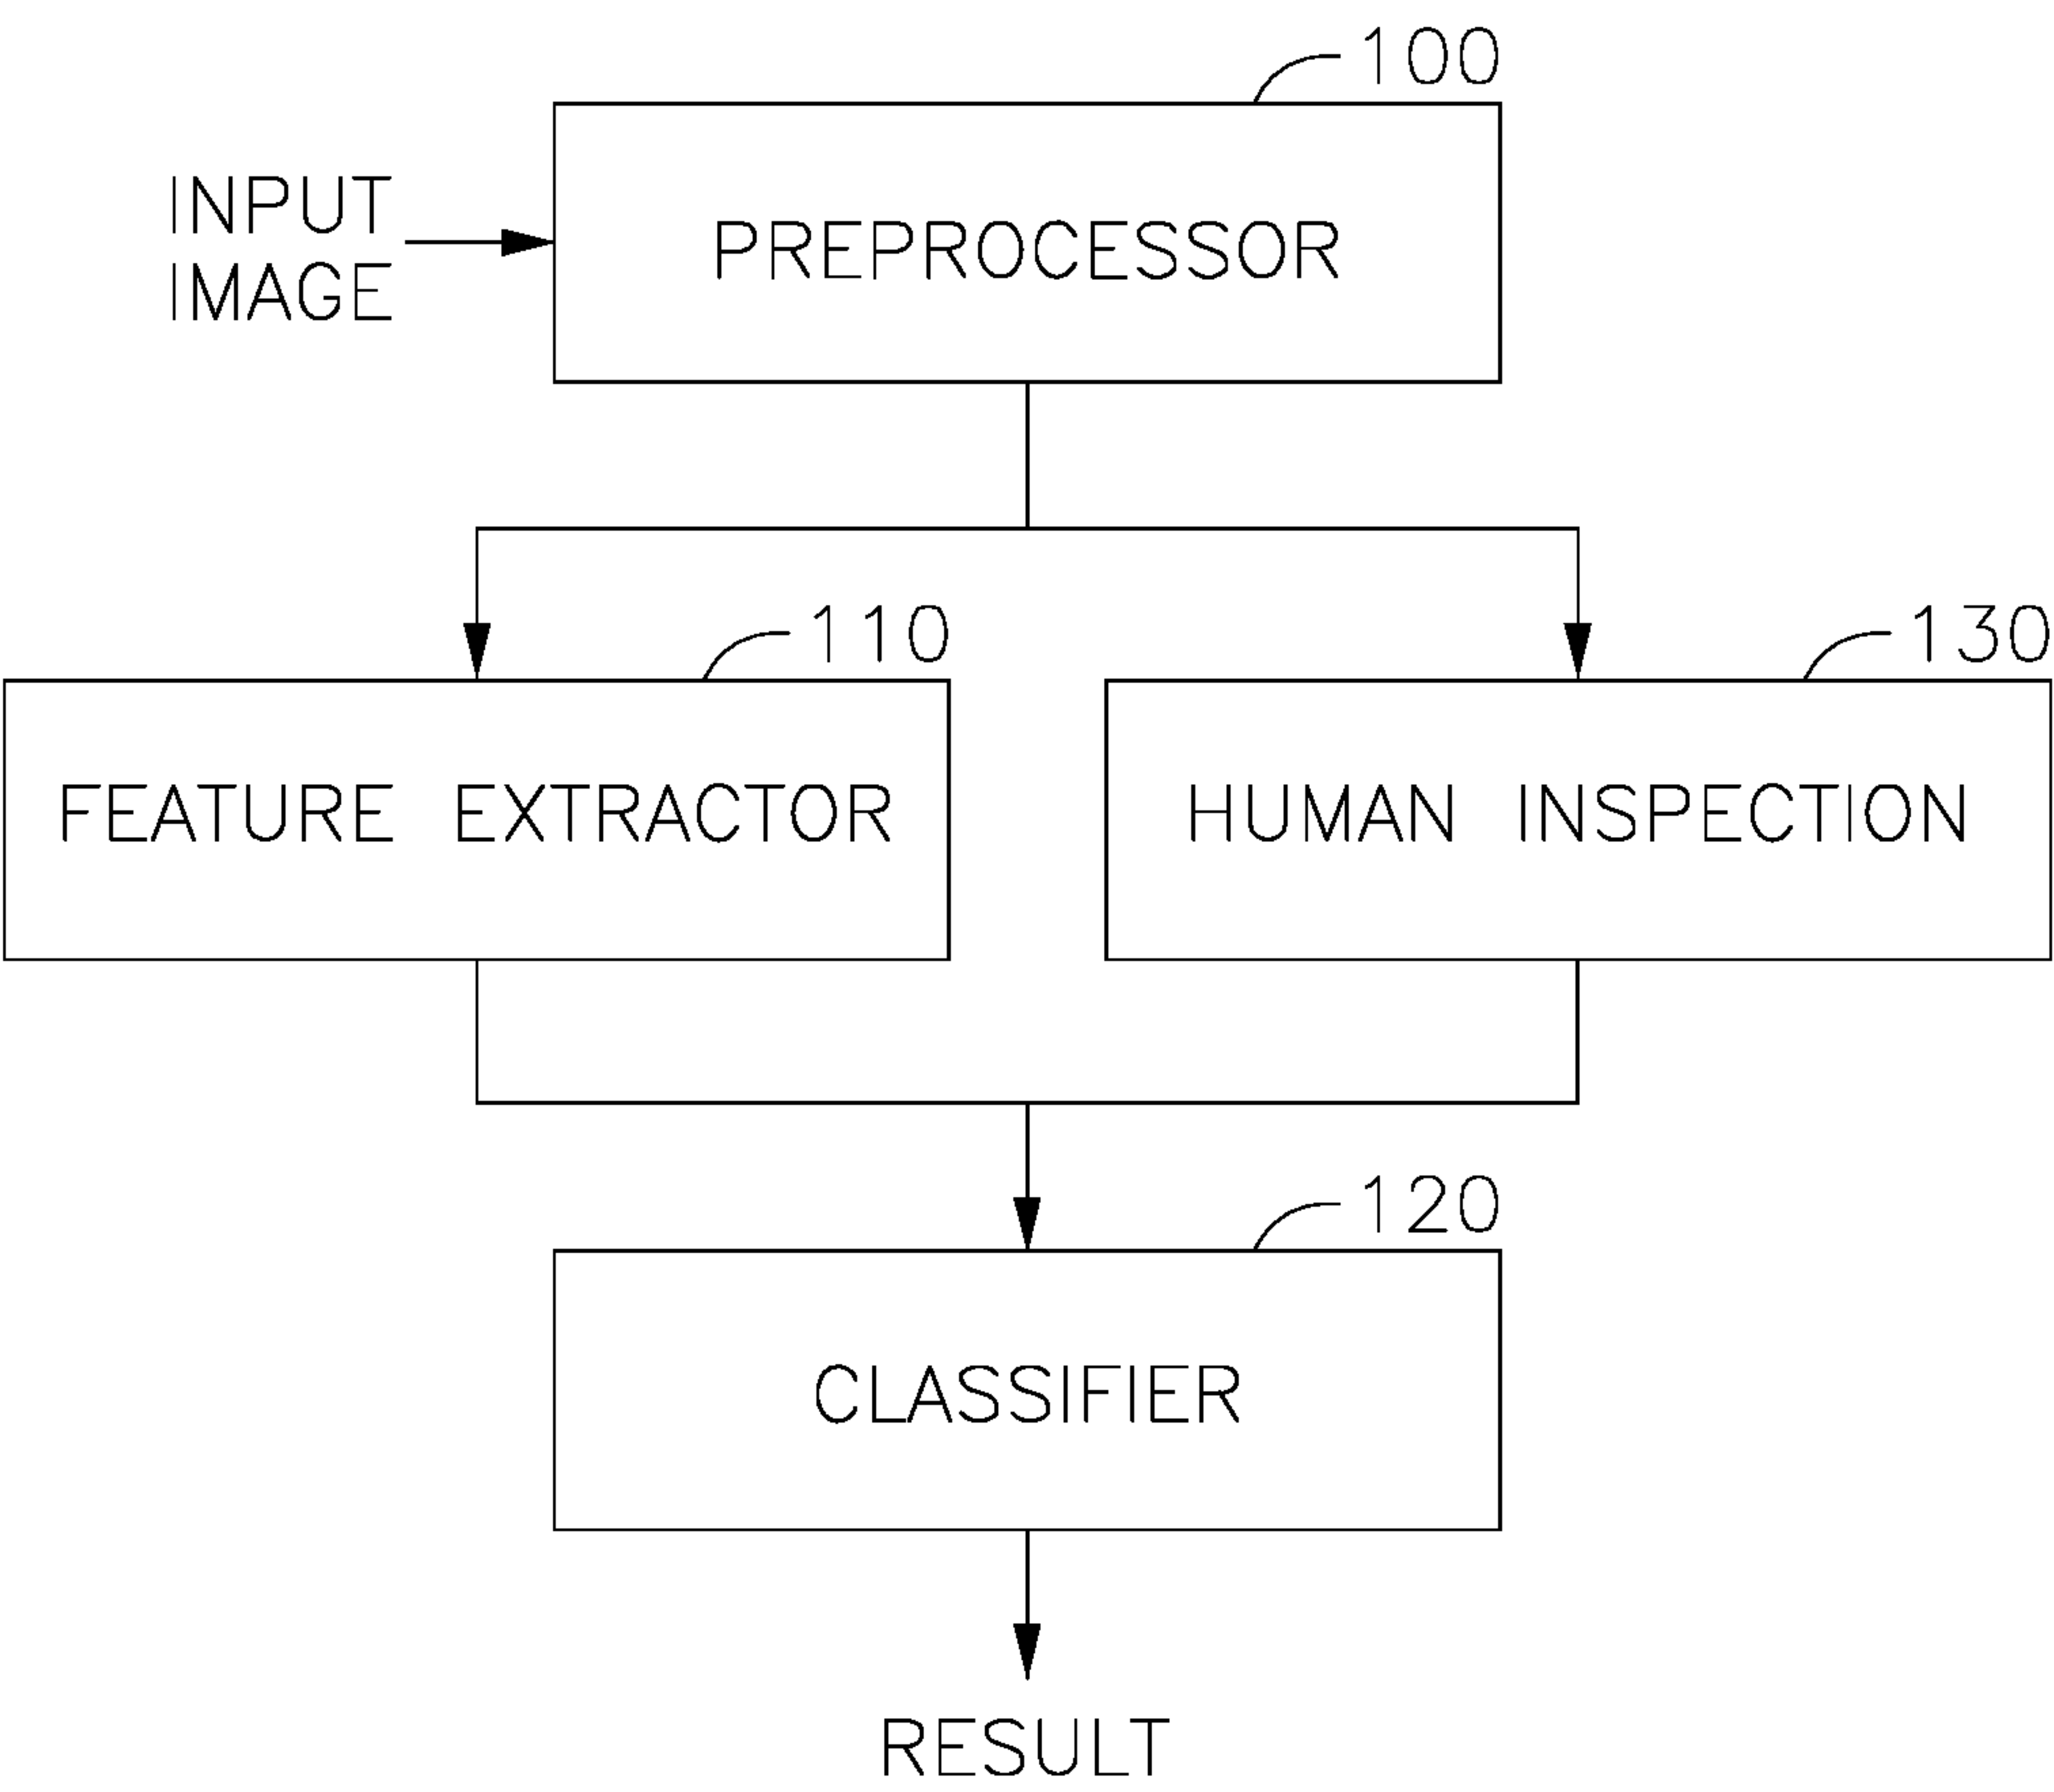 100
INPUT
IMAGE
PREPROCESSOR
110
130
FEATURE EXTRACTOR
HUMAN INSPECTION
120
CLASSIFIER
RESULT